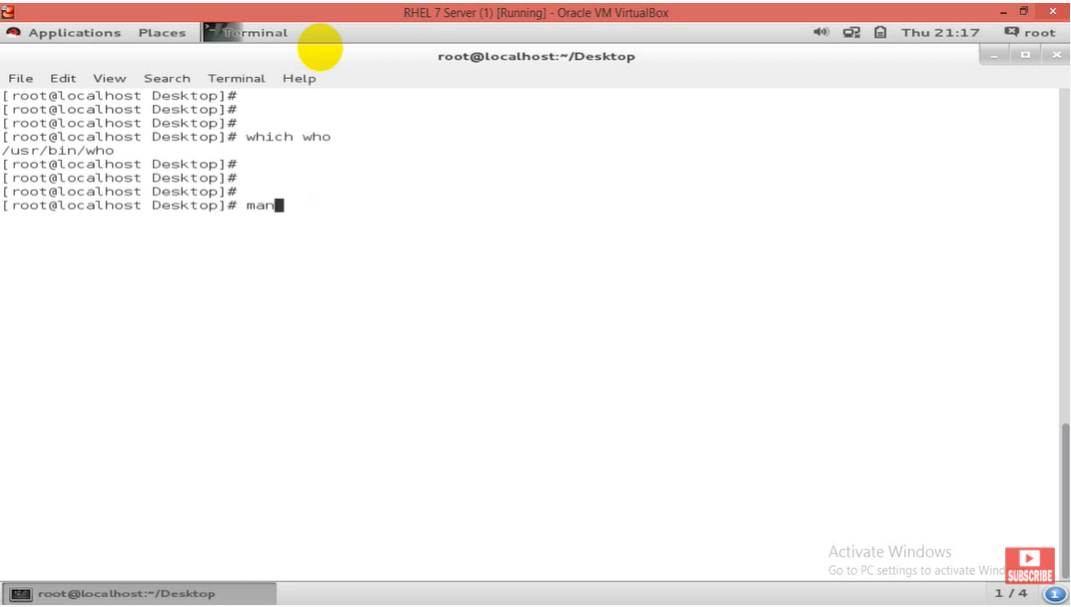 RHEL 7 Server (1) [Running] - Oracle VM VirtualBox
Applications Places Terminal Thu 21:17 root
root@localhost:~/Desktop
File Edit View Search Terminal Help
[root@localhost Desktop]#
[root@localhost Desktop]#
[root@localhost Desktop]#
[root@localhost Desktop]# which who
/usr/bin/who
[root@localhost Desktop]#
[root@localhost Desktop]#
[root@localhost Desktop]#
[root@localhost Desktop]# man
Activate Windows
Go to PC settings to activate
SUBSCRIBE
root@localhost:~/Desktop 1 / 4 1